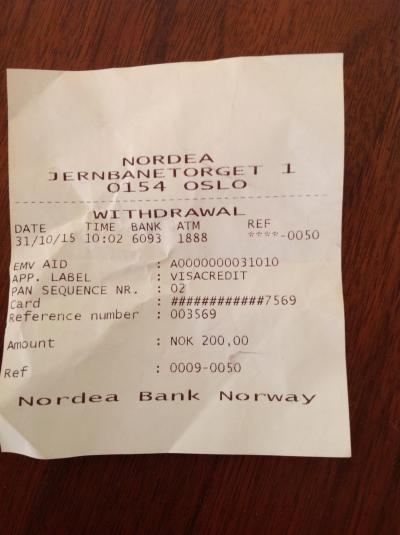 NORDEA
JERNBANETORGET 1
0154 OSLO
WITHDRAWAL
DATE TIME BANK ATM REF
31/10/15 10:02 6093 1888 ****-0050
EMV AID : A0000000031010
APP. LABEL : VISACREDIT
PAN SEQUENCE NR. : 02
Card : ############7569
Reference number : 003569
Amount : NOK 200,00
Ref : 0009-0050
Nordea Bank Norway